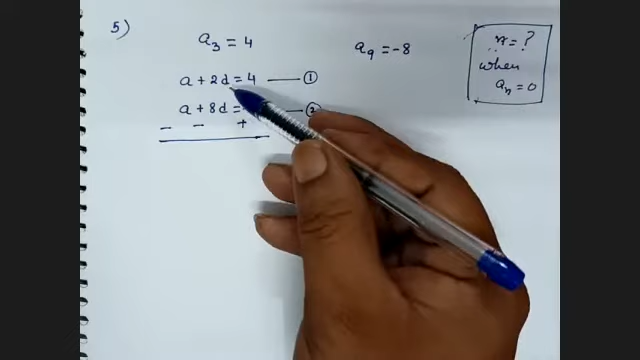 5)
a₃ = 4
a₉ = -8
n = ?
when
aₙ = 0
a + 2d = 4 —— ①
a + 8d = —— ②
- - +